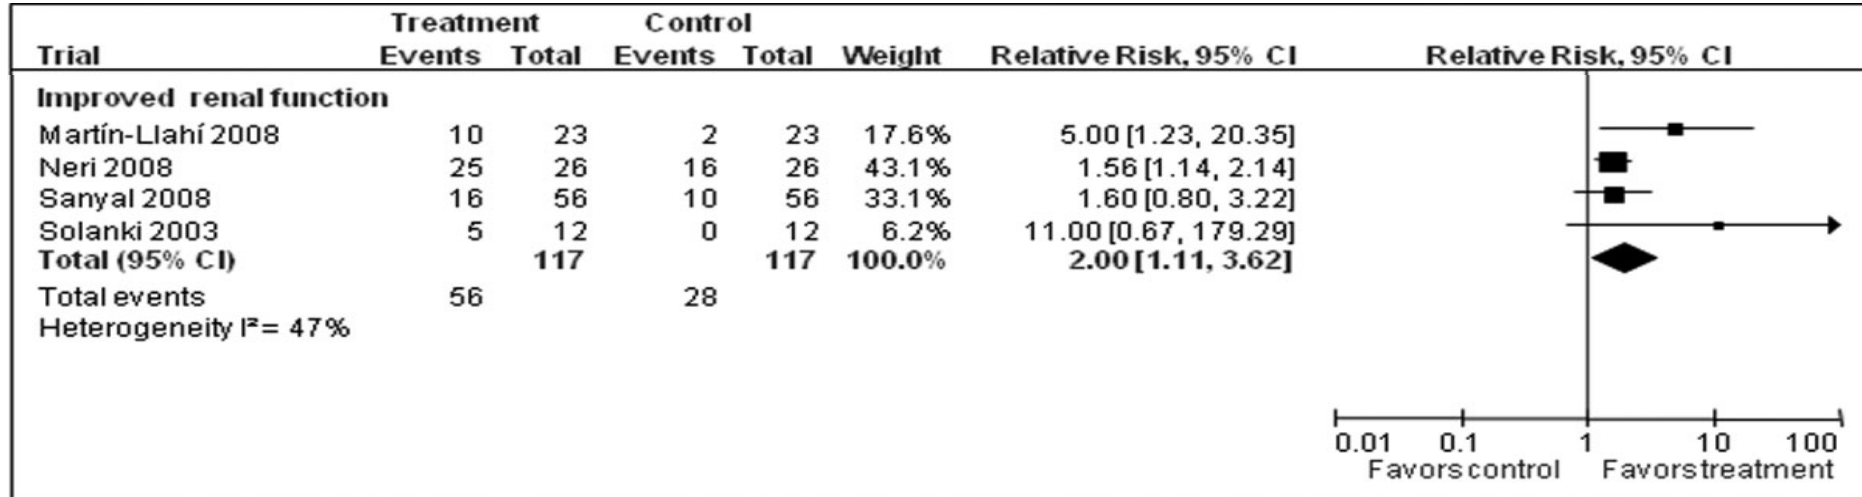 Treatment Control
Trial Events Total Events Total Weight Relative Risk, 95% CI Relative Risk, 95% CI
Improved renal function
Martín-Llahí 2008 10 23 2 23 17.6% 5.00 [1.23, 20.35]
Neri 2008 25 26 16 26 43.1% 1.56 [1.14, 2.14]
Sanyal 2008 16 56 10 56 33.1% 1.60 [0.80, 3.22]
Solanki 2003 5 12 0 12 6.2% 11.00 [0.67, 179.29]
Total (95% CI) 117 117 100.0% 2.00 [1.11, 3.62]
Total events 56 28
Heterogeneity I²= 47%
0.01 0.1 1 10 100
Favors control Favors treatment